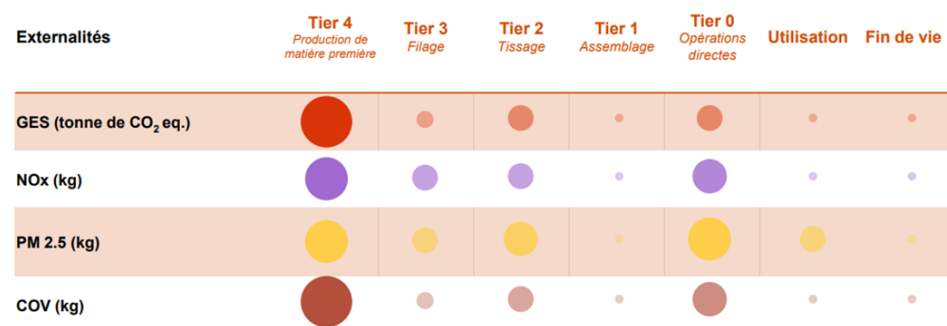 Externalités
Tier 4
Production de
matière première
Tier 3
Filage
Tier 2
Tissage
Tier 1
Assemblage
Tier 0
Opérations
directes
Utilisation
Fin de vie
GES (tonne de CO₂ eq.)
NOx (kg)
PM 2.5 (kg)
COV (kg)